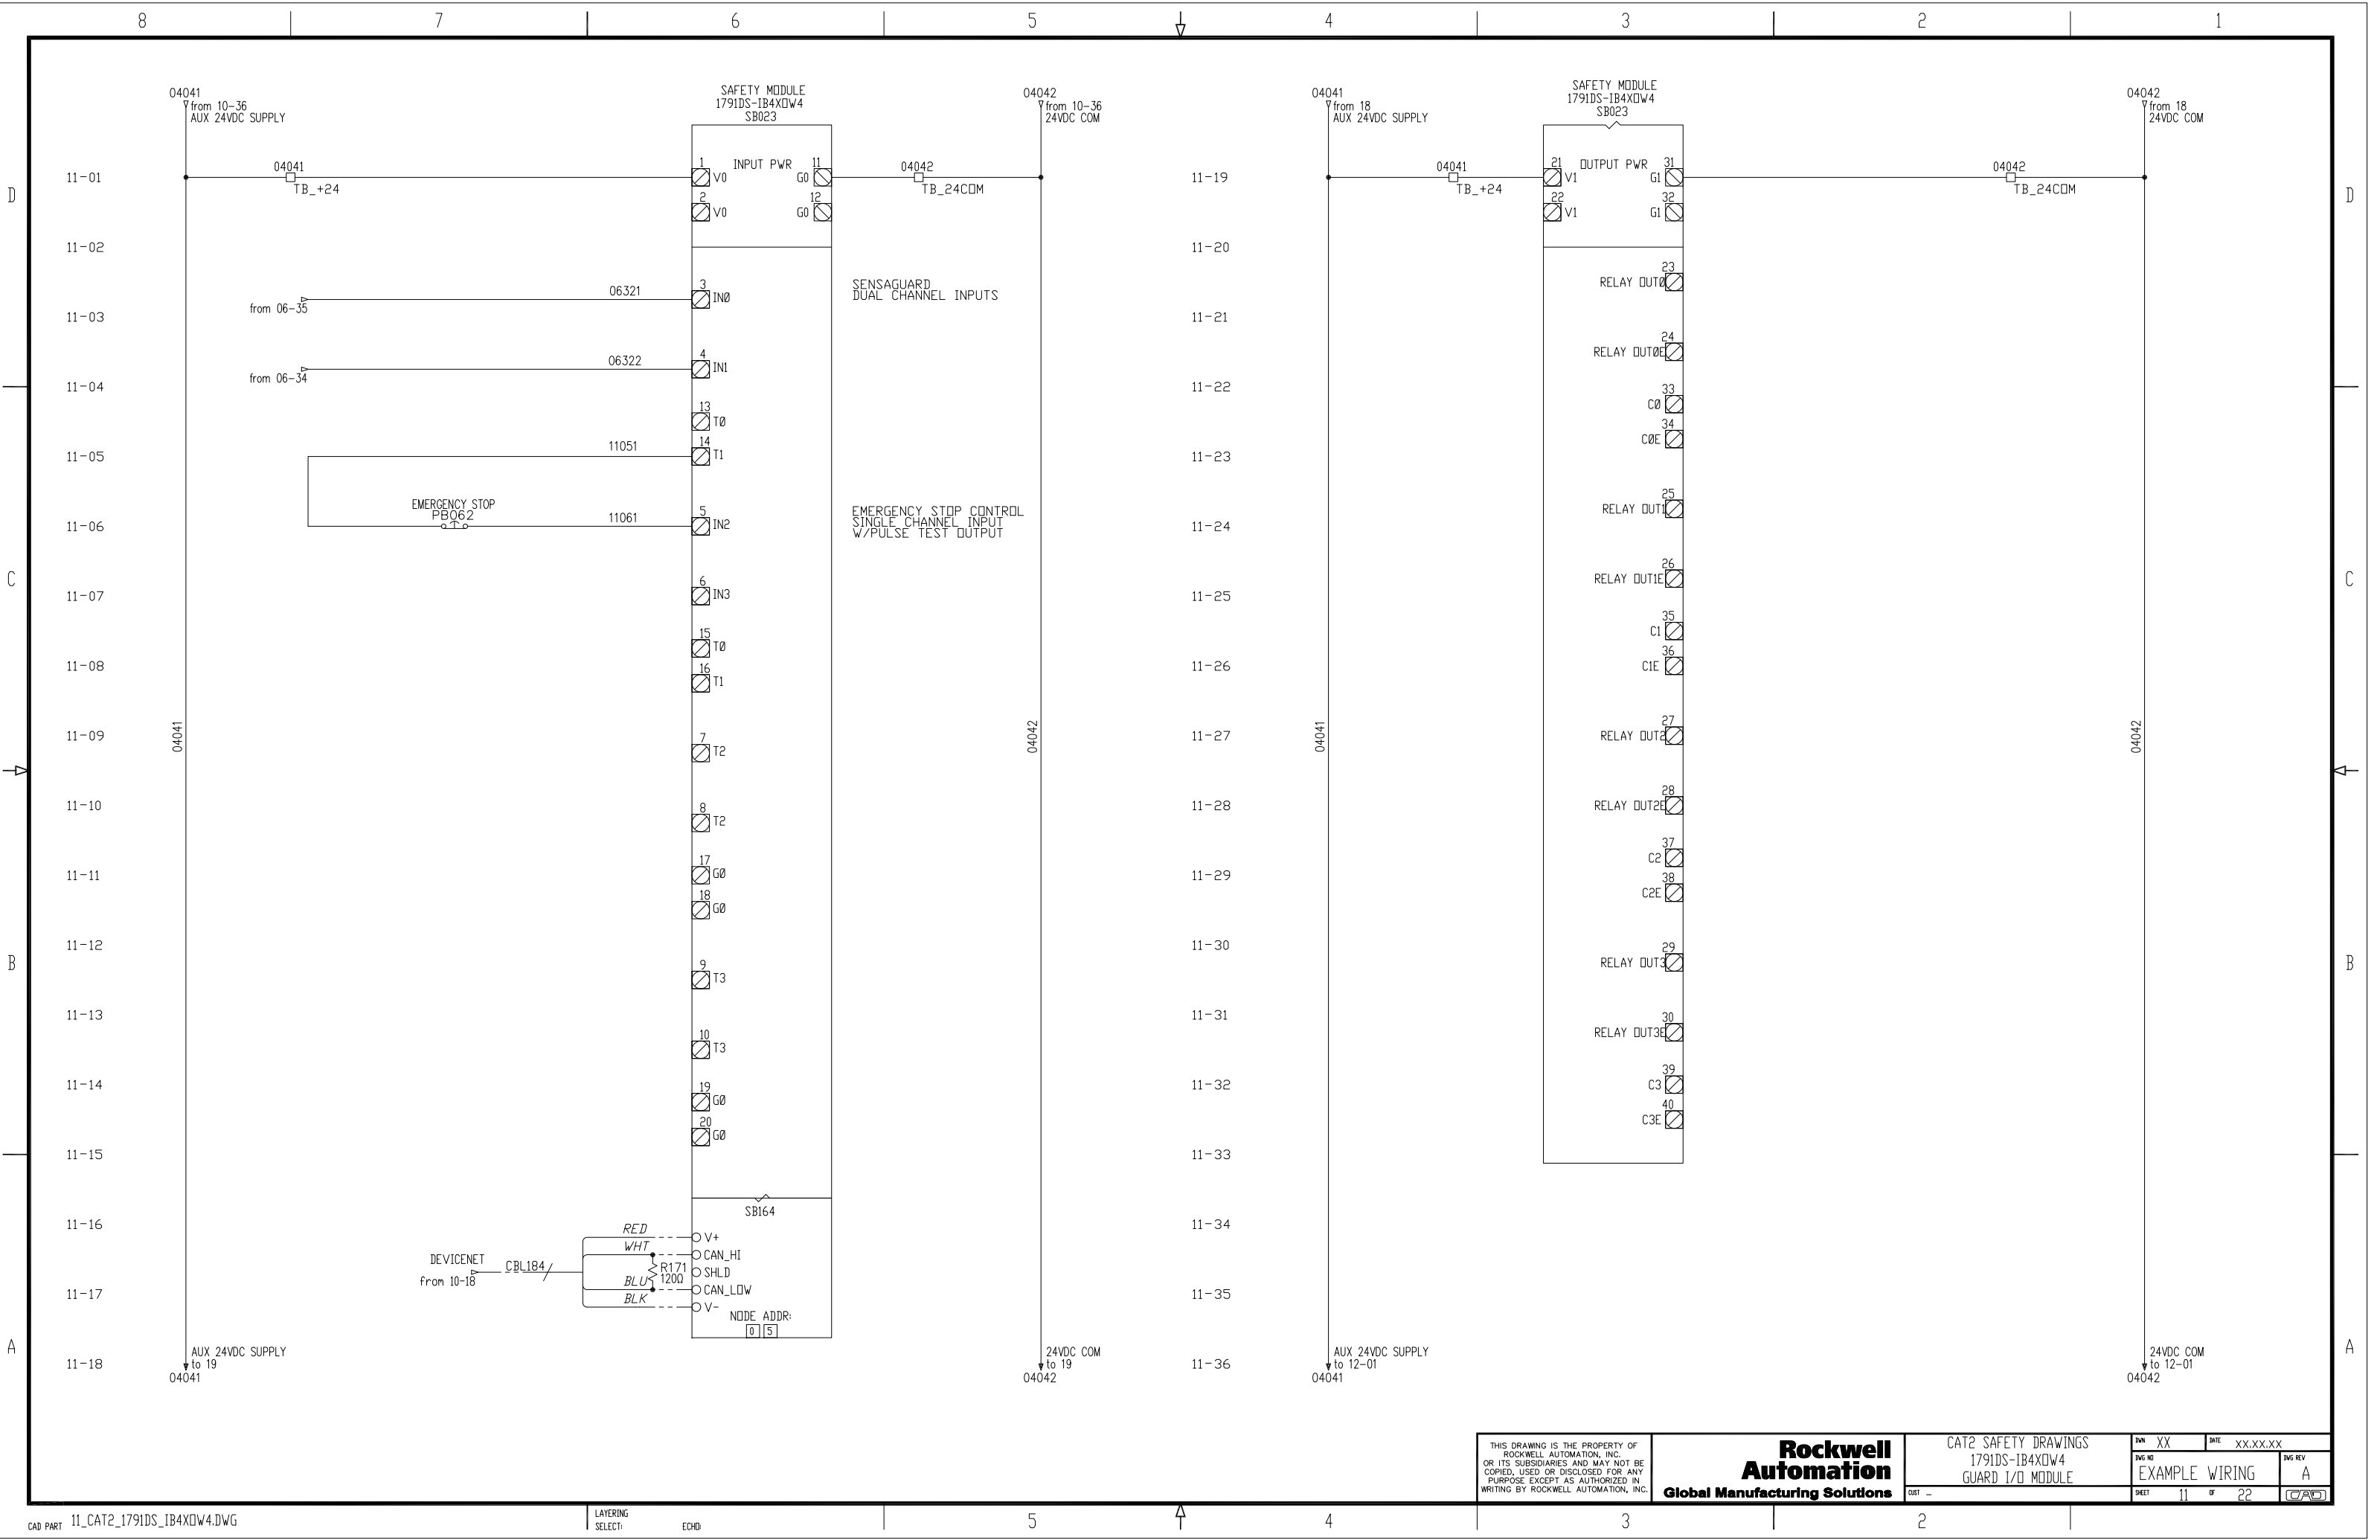 8 7 6 5 4 3 2 1
04041
from 10-36
AUX 24VDC SUPPLY
SAFETY MODULE
1791DS-IB4XOW4
SB023
04042
from 10-36
24VDC COM
04041
from 18
AUX 24VDC SUPPLY
SAFETY MODULE
1791DS-IB4XOW4
SB023
04042
from 18
24VDC COM
D
11-01
04041
TB_+24
1 INPUT PWR 11
V0 G0
2 12
V0 G0
04042
TB_24COM
11-02
3
IN0
06321
from 06-35
SENSAGUARD
DUAL CHANNEL INPUTS
11-03
4
IN1
06322
from 06-34
11-04
13
T0
14
T1
11051
11-05
EMERGENCY STOP
PB062
11061
5
IN2
EMERGENCY STOP CONTROL
SINGLE CHANNEL INPUT
W/PULSE TEST OUTPUT
11-06
C
6
IN3
11-07
15
T0
11-08
16
T1
11-09
04041
7
T2
04042
11-10
8
T2
11-11
17
G0
18
G0
11-12
B
9
T3
11-13
10
T3
11-14
19
G0
20
G0
11-15
SB164
11-16
RED
V+
WHT
CAN_HI
DEVICENET
from 10-18
CBL184
R171
120Ω
SHLD
BLU
CAN_LOW
11-17
BLK
V-
NODE ADDR:
0 5
A
11-18
AUX 24VDC SUPPLY
to 19
04041
24VDC COM
to 19
04042
11-19
04041
TB_+24
21 OUTPUT PWR 31
V1 G1
22 32
V1 G1
04042
TB_24COM
D
11-20
23
RELAY OUT0
11-21
24
RELAY OUT0E
11-22
33
C0
34
C0E
11-23
25
RELAY OUT1
11-24
26
RELAY OUT1E
C
11-25
35
C1
11-26
36
C1E
11-27
04041
27
RELAY OUT2
04042
11-28
28
RELAY OUT2E
11-29
37
C2
38
C2E
11-30
29
RELAY OUT3
B
11-31
30
RELAY OUT3E
11-32
39
C3
40
C3E
11-33
11-34
11-35
11-36
AUX 24VDC SUPPLY
to 12-01
04041
24VDC COM
to 12-01
04042
A
THIS DRAWING IS THE PROPERTY OF
ROCKWELL AUTOMATION, INC.
OR ITS SUBSIDIARIES AND MAY NOT BE
COPIED, USED OR DISCLOSED FOR ANY
PURPOSE EXCEPT AS AUTHORIZED IN
WRITING BY ROCKWELL AUTOMATION, INC.
Rockwell
Automation
Global Manufacturing Solutions
CAT2 SAFETY DRAWINGS
1791DS-IB4XOW4
GUARD I/O MODULE
CUST -
DWN XX
DATE XX.XX.XX
DWG NO
EXAMPLE WIRING
DWG REV
A
SHEET 11 OF 22
CAD
CAD PART 11_CAT2_1791DS_IB4XOW4.DWG
LAYERING
SELECT: ECHO:
5 4 3 2